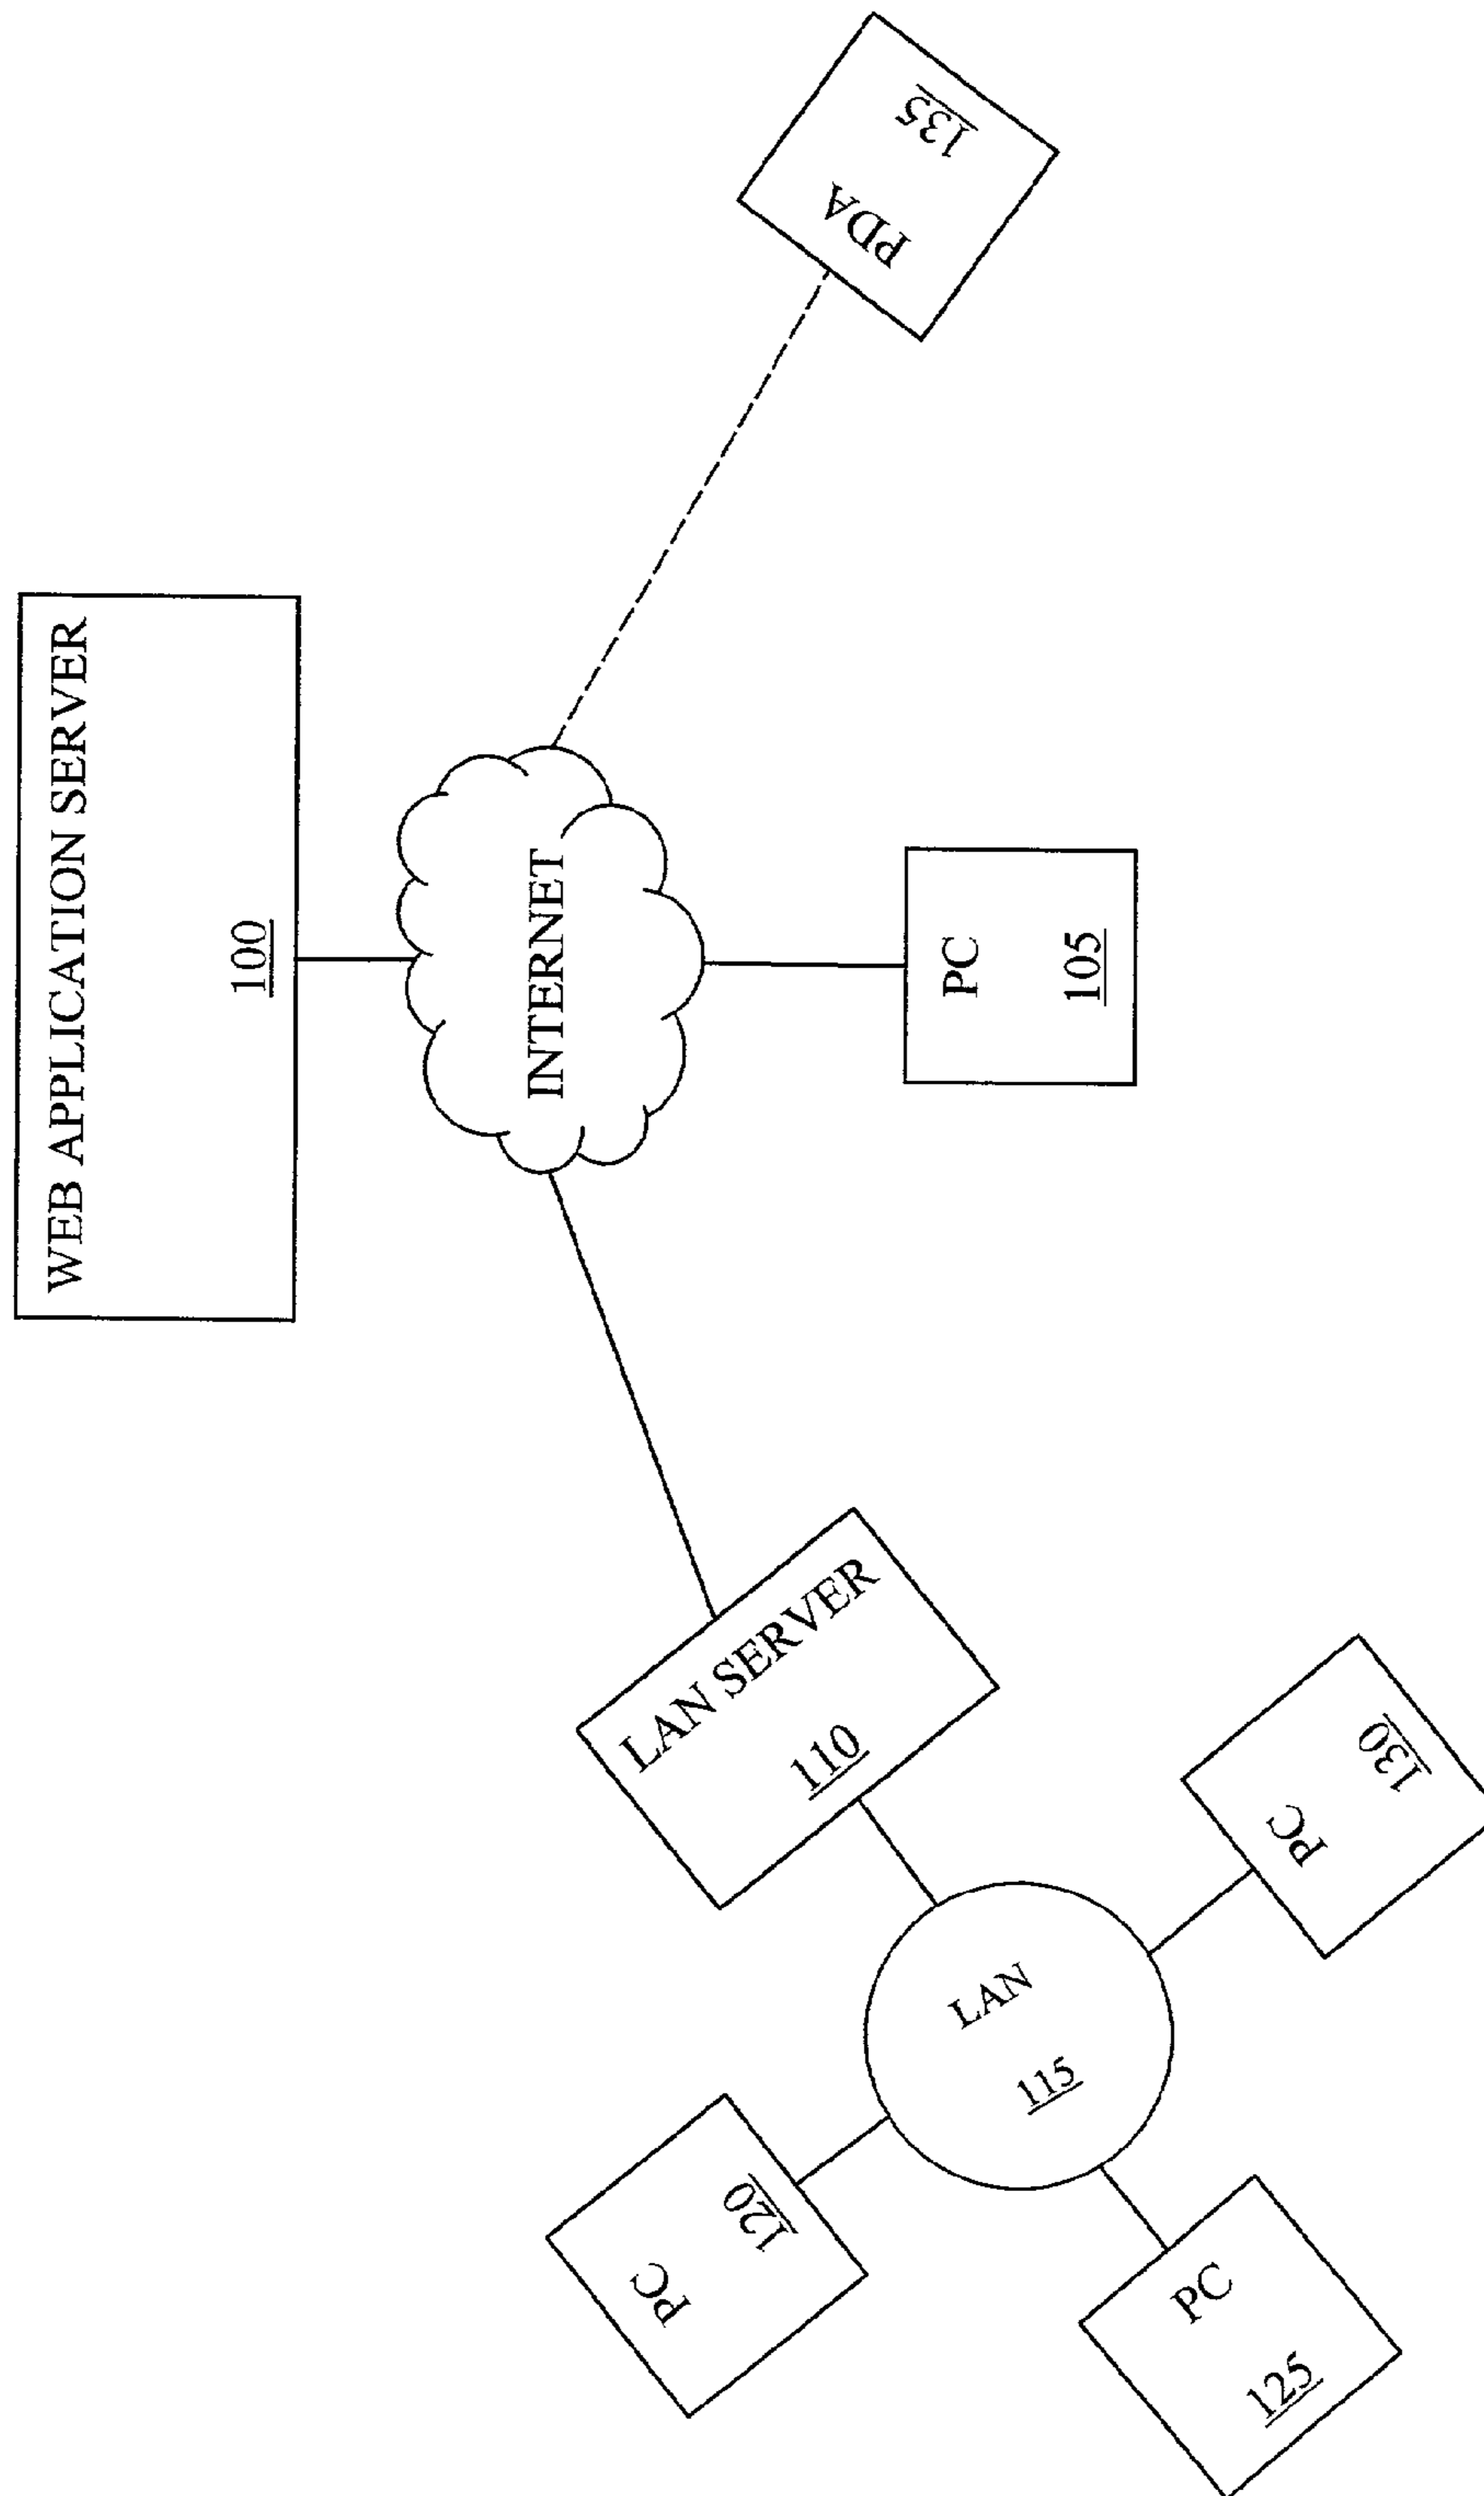 WEB APPLICATION SERVER
100
INTERNET
LAN SERVER
110
PC
105
PDA
133
LAN
115
PC
120
PC
125
PC
130